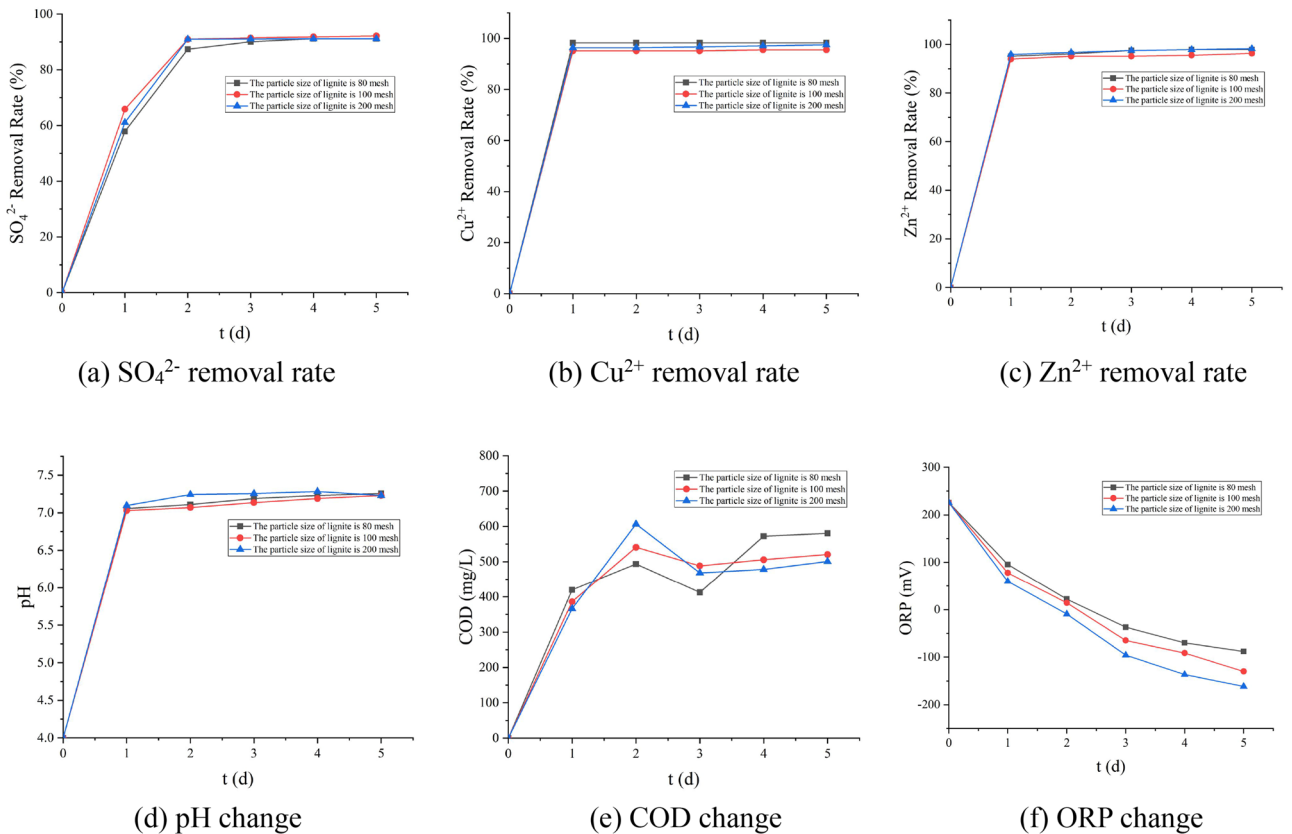 SO₄²⁻ Removal Rate (%)
100
80
60
40
20
0
The particle size of lignite is 80 mesh
The particle size of lignite is 100 mesh
The particle size of lignite is 200 mesh
0 1 2 3 4 5
t (d)
(a) SO₄²⁻ removal rate
Cu²⁺ Removal Rate (%)
100
80
60
40
20
0
The particle size of lignite is 80 mesh
The particle size of lignite is 100 mesh
The particle size of lignite is 200 mesh
0 1 2 3 4 5
t (d)
(b) Cu²⁺ removal rate
Zn²⁺ Removal Rate (%)
100
80
60
40
20
0
The particle size of lignite is 80 mesh
The particle size of lignite is 100 mesh
The particle size of lignite is 200 mesh
0 1 2 3 4 5
t (d)
(c) Zn²⁺ removal rate
pH
7.5
7.0
6.5
6.0
5.5
5.0
4.5
4.0
The particle size of lignite is 80 mesh
The particle size of lignite is 100 mesh
The particle size of lignite is 200 mesh
0 1 2 3 4 5
t (d)
(d) pH change
COD (mg/L)
800
700
600
500
400
300
200
100
0
The particle size of lignite is 80 mesh
The particle size of lignite is 100 mesh
The particle size of lignite is 200 mesh
0 1 2 3 4 5
t (d)
(e) COD change
ORP (mV)
300
200
100
0
-100
-200
The particle size of lignite is 80 mesh
The particle size of lignite is 100 mesh
The particle size of lignite is 200 mesh
0 1 2 3 4 5
t (d)
(f) ORP change